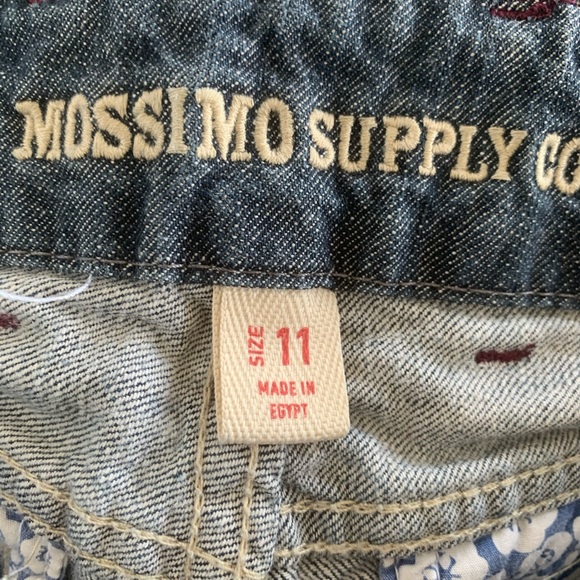 MOSSIMO SUPPLY CO
SIZE 11
MADE IN
EGYPT